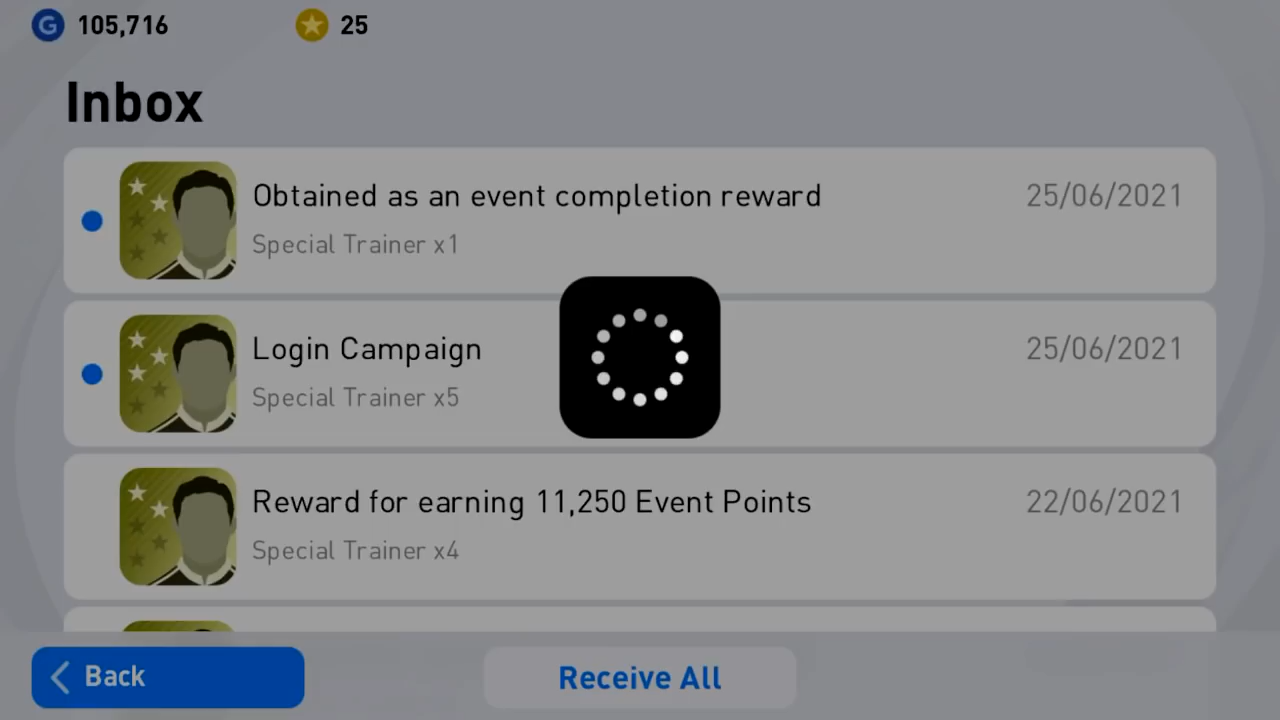 G 105,716
25
Inbox
Obtained as an event completion reward
25/06/2021
Special Trainer x1
Login Campaign
25/06/2021
Special Trainer x5
Reward for earning 11,250 Event Points
22/06/2021
Special Trainer x4
Back
Receive All